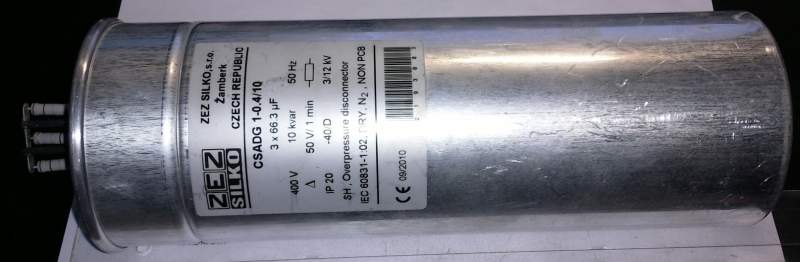 ZEZ SILKO, s.r.o.
Žamberk
CZECH REPUBLIC
ZEZ
SILKO
CSADG 1-0.4/10
3 x 66.3 µF
400 V 10 kvar 50 Hz
Δ 50 V / 1 min
IP 20 -40 D 3/12 kV
SH, Overpressure disconnector
IEC 60831-1:02, DRY, N2, NON PCB
CE 09/2010